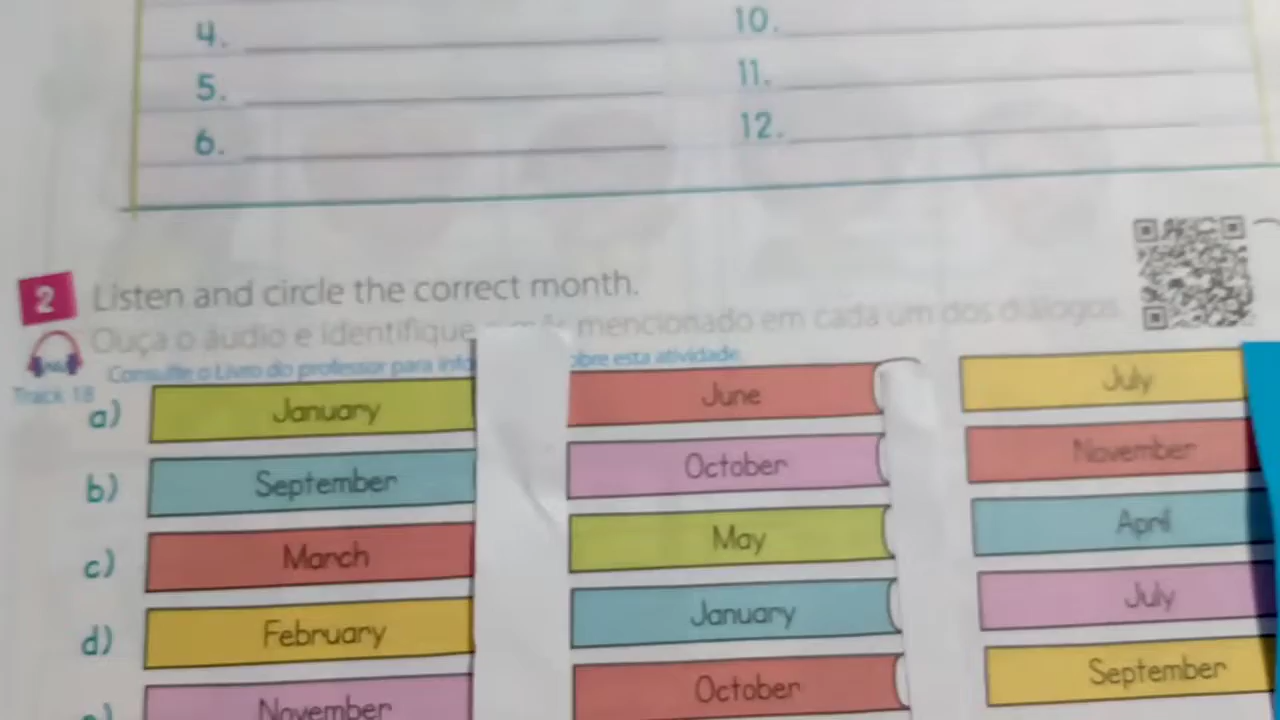 4.
10.
5.
11.
6.
12.
2 Listen and circle the correct month.
Ouça o áudio e identifique mencionado em cada um dos diálogos.
Consulte o Livro do professor para info obre esta atividade.
Track 18
a) January June July
b) September October November
c) March May April
d) February January July
November October September